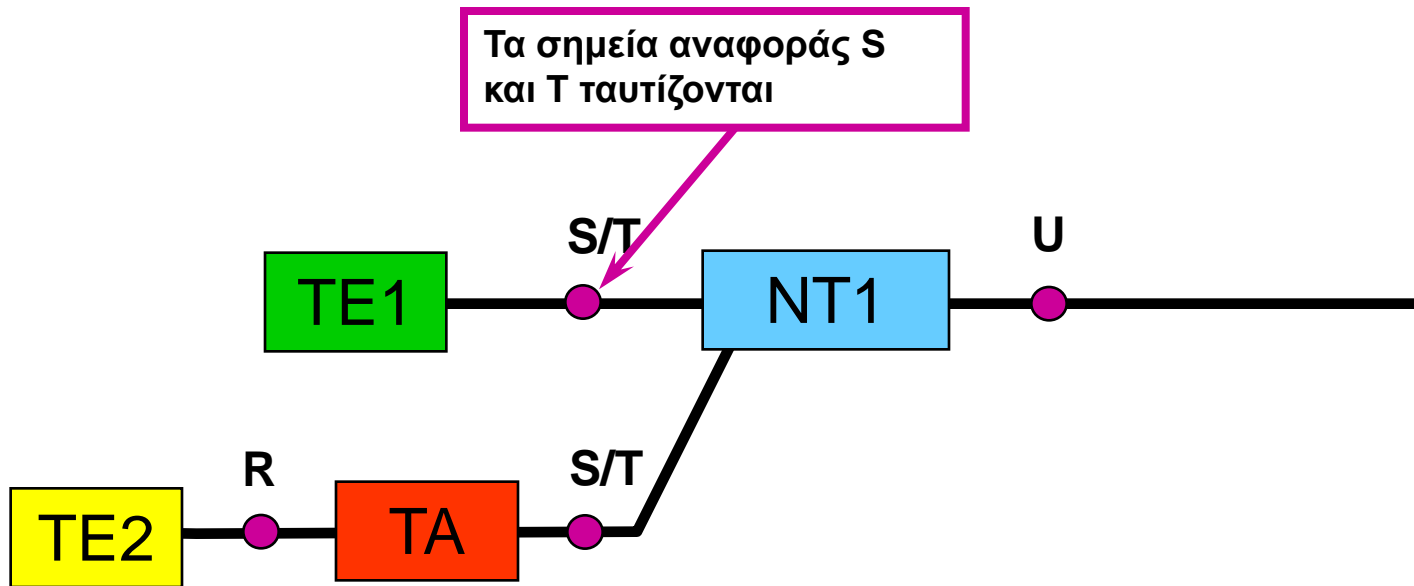 Τα σημεία αναφοράς S
και Τ ταυτίζονται
S/T
U
TE1
NT1
R
S/T
TE2
TA